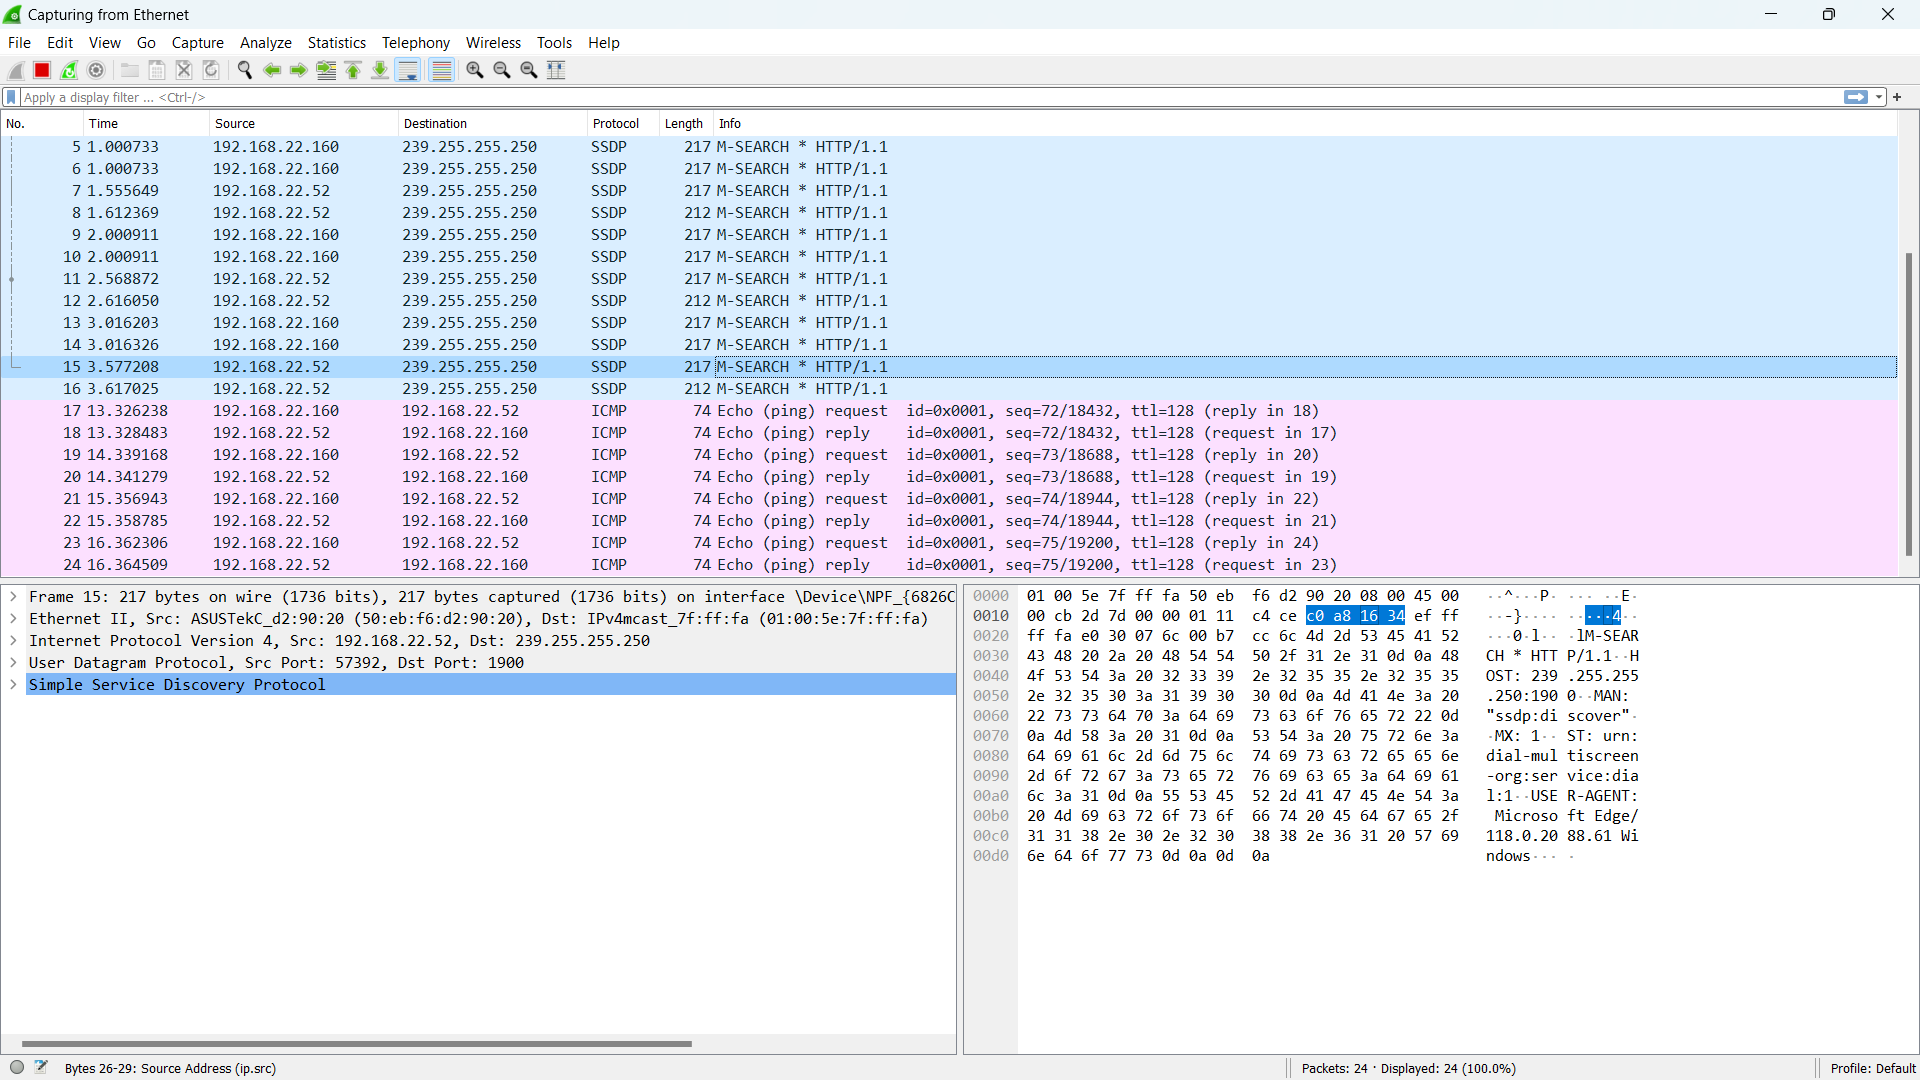 Capturing from Ethernet
File Edit View Go Capture Analyze Statistics Telephony Wireless Tools Help
Apply a display filter ... <Ctrl-/>
No. Time Source Destination Protocol Length Info
5 1.000733 192.168.22.160 239.255.255.250 SSDP 217 M-SEARCH * HTTP/1.1
6 1.000733 192.168.22.160 239.255.255.250 SSDP 217 M-SEARCH * HTTP/1.1
7 1.555649 192.168.22.52 239.255.255.250 SSDP 217 M-SEARCH * HTTP/1.1
8 1.612369 192.168.22.52 239.255.255.250 SSDP 212 M-SEARCH * HTTP/1.1
9 2.000911 192.168.22.160 239.255.255.250 SSDP 217 M-SEARCH * HTTP/1.1
10 2.000911 192.168.22.160 239.255.255.250 SSDP 217 M-SEARCH * HTTP/1.1
11 2.568872 192.168.22.52 239.255.255.250 SSDP 217 M-SEARCH * HTTP/1.1
12 2.616050 192.168.22.52 239.255.255.250 SSDP 212 M-SEARCH * HTTP/1.1
13 3.016203 192.168.22.160 239.255.255.250 SSDP 217 M-SEARCH * HTTP/1.1
14 3.016326 192.168.22.160 239.255.255.250 SSDP 217 M-SEARCH * HTTP/1.1
15 3.577208 192.168.22.52 239.255.255.250 SSDP 217 M-SEARCH * HTTP/1.1
16 3.617025 192.168.22.52 239.255.255.250 SSDP 212 M-SEARCH * HTTP/1.1
17 13.326238 192.168.22.160 192.168.22.52 ICMP 74 Echo (ping) request id=0x0001, seq=72/18432, ttl=128 (reply in 18)
18 13.328483 192.168.22.52 192.168.22.160 ICMP 74 Echo (ping) reply id=0x0001, seq=72/18432, ttl=128 (request in 17)
19 14.339168 192.168.22.160 192.168.22.52 ICMP 74 Echo (ping) request id=0x0001, seq=73/18688, ttl=128 (reply in 20)
20 14.341279 192.168.22.52 192.168.22.160 ICMP 74 Echo (ping) reply id=0x0001, seq=73/18688, ttl=128 (request in 19)
21 15.356943 192.168.22.160 192.168.22.52 ICMP 74 Echo (ping) request id=0x0001, seq=74/18944, ttl=128 (reply in 22)
22 15.358785 192.168.22.52 192.168.22.160 ICMP 74 Echo (ping) reply id=0x0001, seq=74/18944, ttl=128 (request in 21)
23 16.362306 192.168.22.160 192.168.22.52 ICMP 74 Echo (ping) request id=0x0001, seq=75/19200, ttl=128 (reply in 24)
24 16.364509 192.168.22.52 192.168.22.160 ICMP 74 Echo (ping) reply id=0x0001, seq=75/19200, ttl=128 (request in 23)
Frame 15: 217 bytes on wire (1736 bits), 217 bytes captured (1736 bits) on interface \Device\NPF_{6826C
Ethernet II, Src: ASUSTekC_d2:90:20 (50:eb:f6:d2:90:20), Dst: IPv4mcast_7f:ff:fa (01:00:5e:7f:ff:fa)
Internet Protocol Version 4, Src: 192.168.22.52, Dst: 239.255.255.250
User Datagram Protocol, Src Port: 57392, Dst Port: 1900
Simple Service Discovery Protocol
0000 01 00 5e 7f ff fa 50 eb f6 d2 90 20 08 00 45 00 ··^···P· ··· ··E·
0010 00 cb 2d 7d 00 00 01 11 c4 ce c0 a8 16 34 ef ff ··-}···· ·····4··
0020 ff fa e0 30 07 6c 00 b7 cc 6c 4d 2d 53 45 41 52 ···0·l·· ·lM-SEAR
0030 43 48 20 2a 20 48 54 54 50 2f 31 2e 31 0d 0a 48 CH * HTT P/1.1··H
0040 4f 53 54 3a 20 32 33 39 2e 32 35 35 2e 32 35 35 OST: 239 .255.255
0050 2e 32 35 30 3a 31 39 30 30 0d 0a 4d 41 4e 3a 20 .250:190 0··MAN:
0060 22 73 73 64 70 3a 64 69 73 63 6f 76 65 72 22 0d "ssdp:di scover"·
0070 0a 4d 58 3a 20 31 0d 0a 53 54 3a 20 75 72 6e 3a ·MX: 1·· ST: urn:
0080 64 69 61 6c 2d 6d 75 6c 74 69 73 63 72 65 65 6e dial-mul tiscreen
0090 2d 6f 72 67 3a 73 65 72 76 69 63 65 3a 64 69 61 -org:ser vice:dia
00a0 6c 3a 31 0d 0a 55 53 45 52 2d 41 47 45 4e 54 3a l:1··USE R-AGENT:
00b0 20 4d 69 63 72 6f 73 6f 66 74 20 45 64 67 65 2f Microso ft Edge/
00c0 31 31 38 2e 30 2e 32 30 38 38 2e 36 31 20 57 69 118.0.20 88.61 Wi
00d0 6e 64 6f 77 73 0d 0a 0d 0a ndows··· ·
Bytes 26-29: Source Address (ip.src)
Packets: 24 · Displayed: 24 (100.0%)
Profile: Default